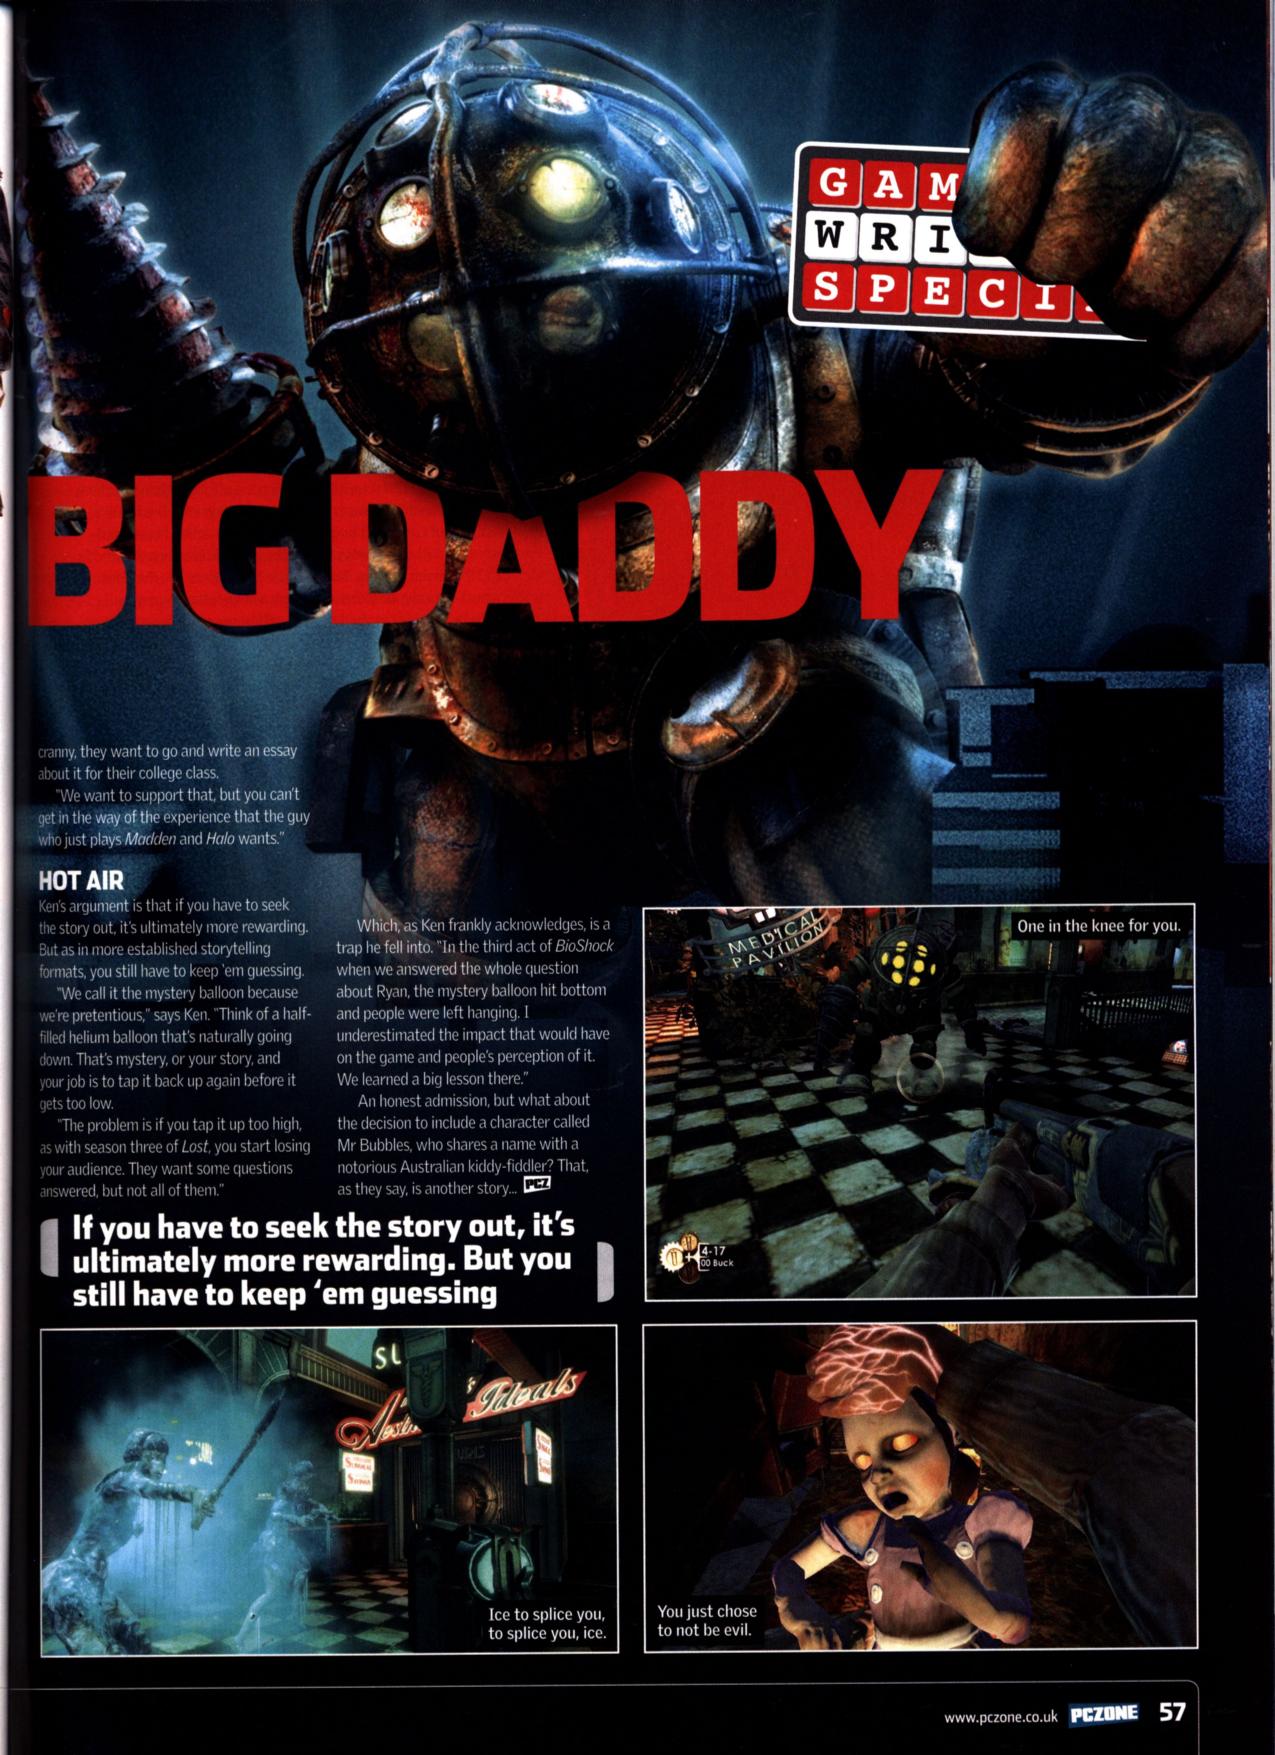 GAM
WRI
SPECI
BIG DADDY
cranny, they want to go and write an essay
about it for their college class.
"We want to support that, but you can't
get in the way of the experience that the guy
who just plays Madden and Halo wants."
HOT AIR
Ken's argument is that if you have to seek
the story out, it's ultimately more rewarding.
But as in more established storytelling
formats, you still have to keep 'em guessing.
"We call it the mystery balloon because
we're pretentious," says Ken. "Think of a half-
filled helium balloon that's naturally going
down. That's mystery, or your story, and
your job is to tap it back up again before it
gets too low.
"The problem is if you tap it up too high,
as with season three of Lost, you start losing
your audience. They want some questions
answered, but not all of them."
Which, as Ken frankly acknowledges, is a
trap he fell into. "In the third act of BioShock
when we answered the whole question
about Ryan, the mystery balloon hit bottom
and people were left hanging. I
underestimated the impact that would have
on the game and people's perception of it.
We learned a big lesson there."
An honest admission, but what about
the decision to include a character called
Mr Bubbles, who shares a name with a
notorious Australian kiddy-fiddler? That,
as they say, is another story... PCZ
If you have to seek the story out, it's
ultimately more rewarding. But you
still have to keep 'em guessing
MEDICAL
PAVILION
One in the knee for you.
4-17
00 Buck
SU
Ideals
Ice to splice you,
to splice you, ice.
You just chose
to not be evil.
www.pczone.co.uk PCZONE 57